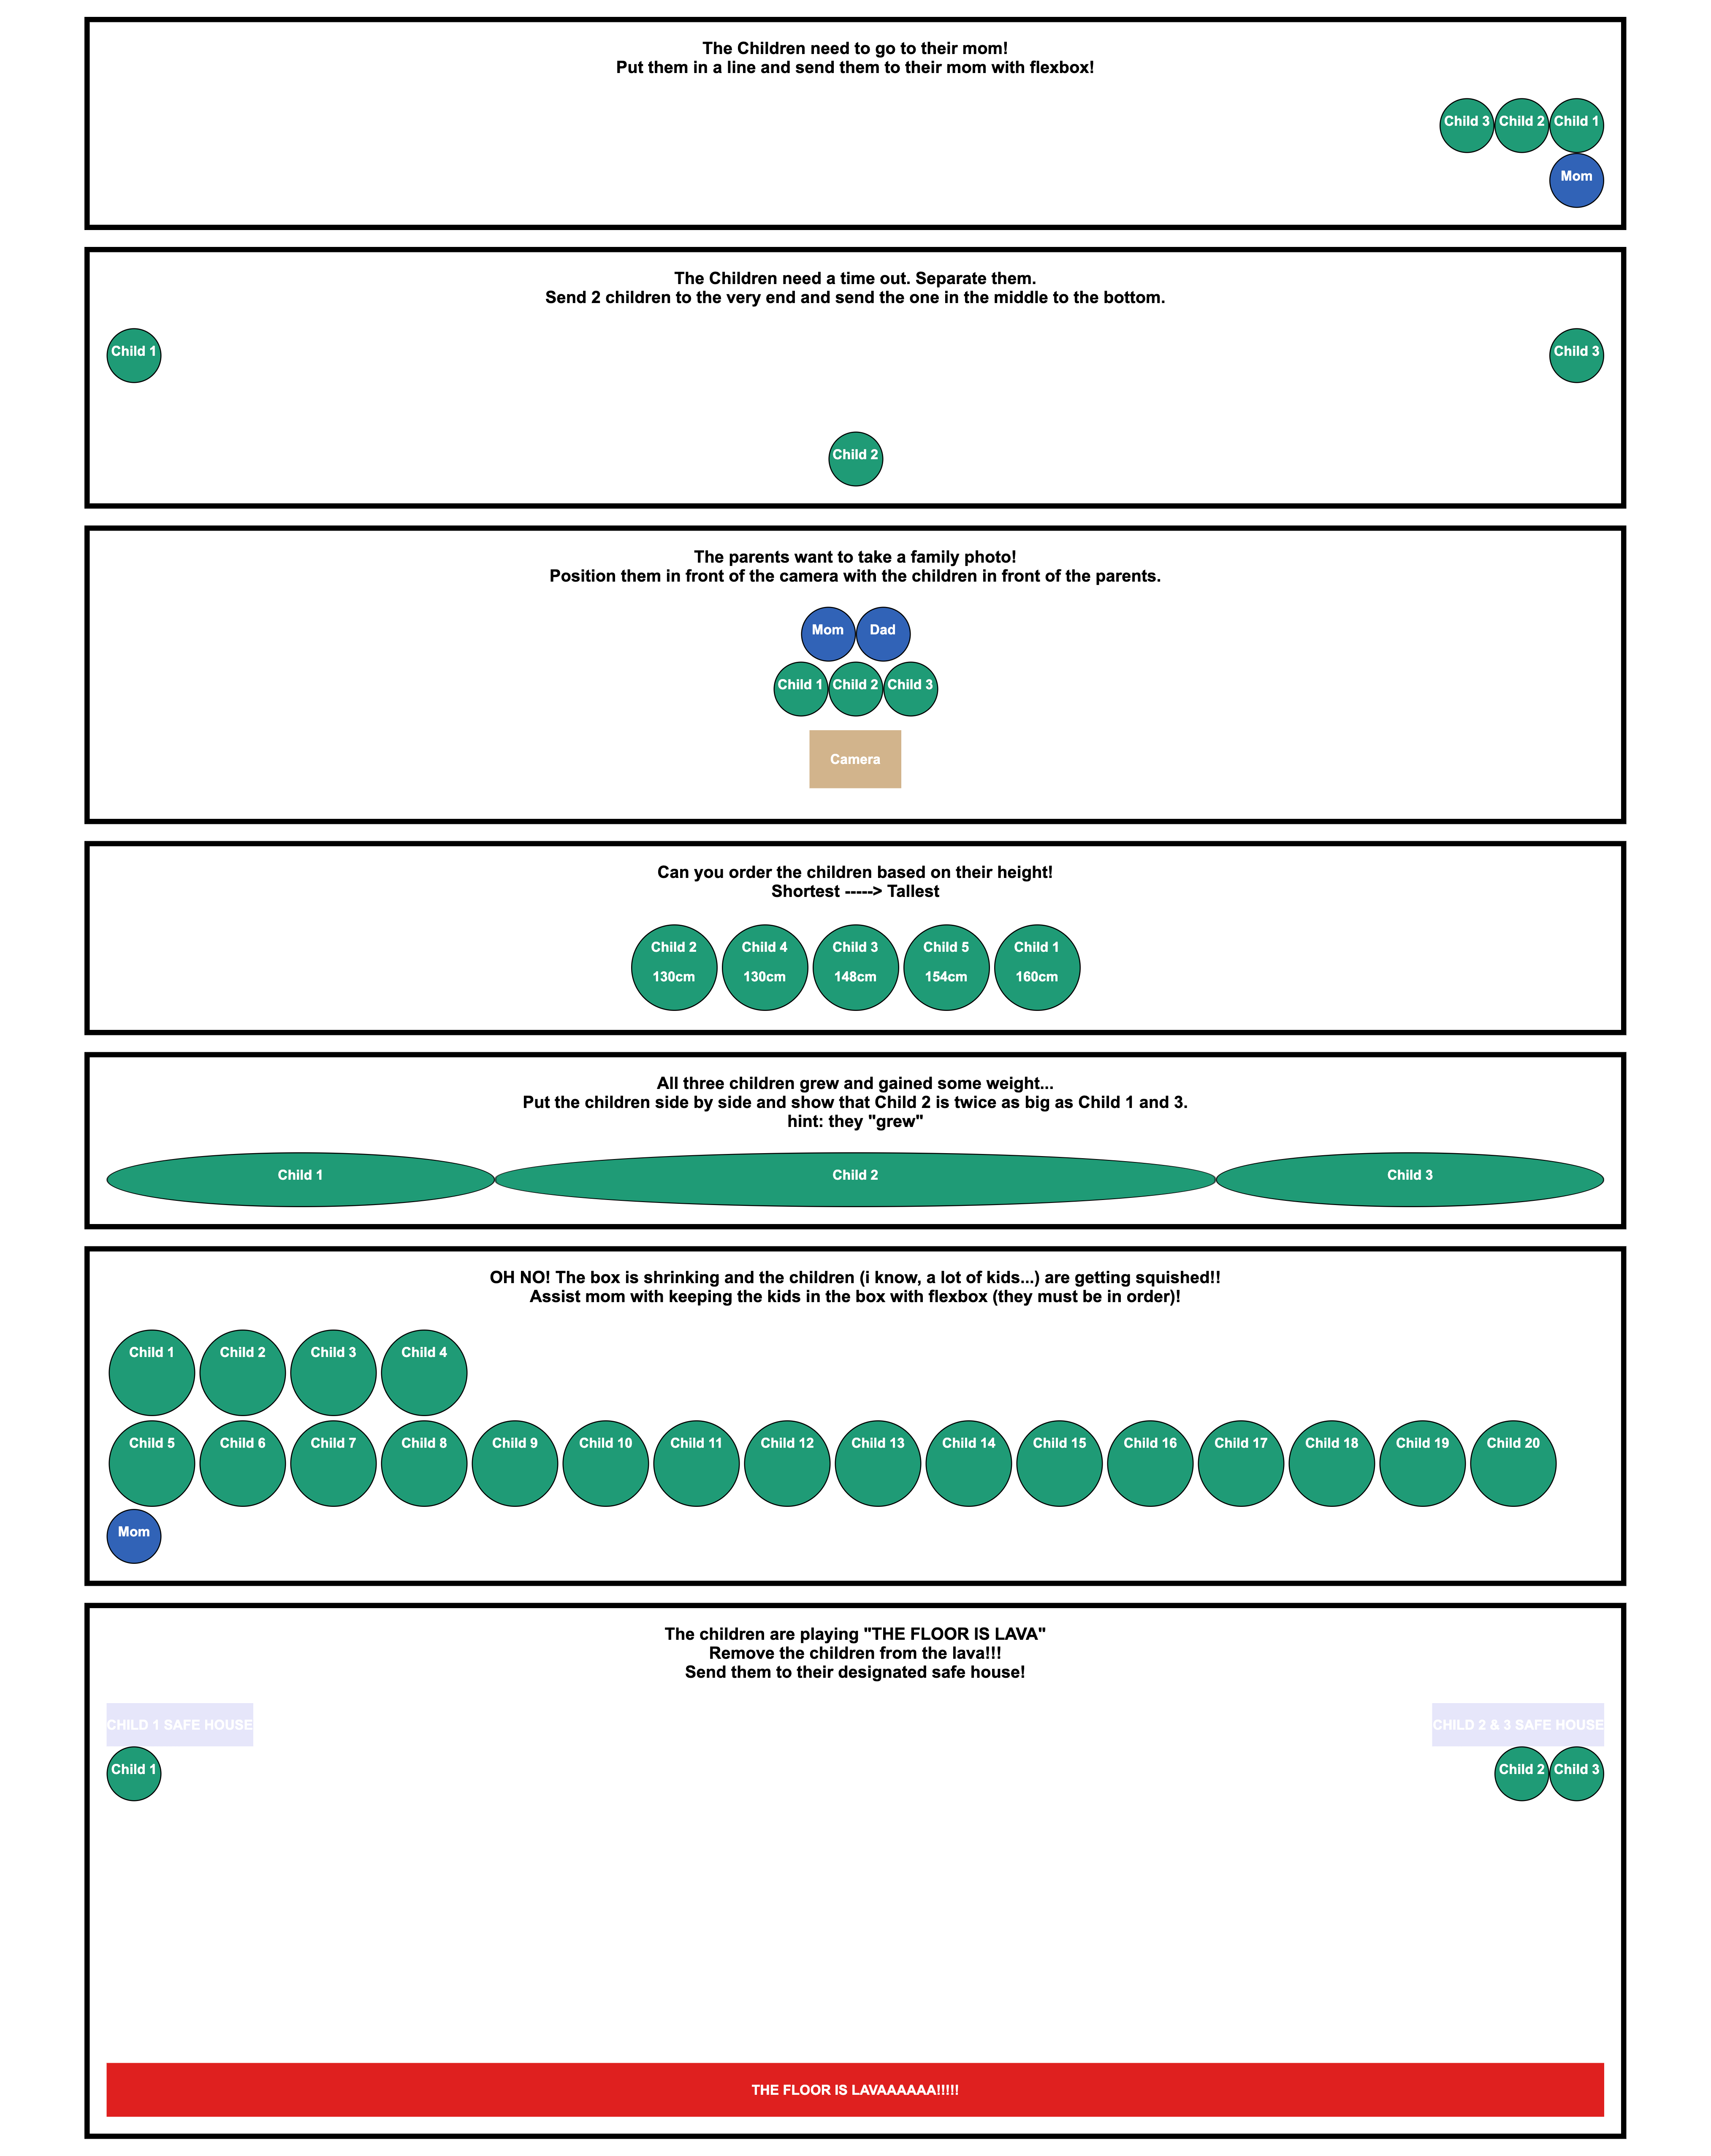 The Children need to go to their mom!
Put them in a line and send them to their mom with flexbox!
Child 3 Child 2 Child 1
Mom
The Children need a time out. Separate them.
Send 2 children to the very end and send the one in the middle to the bottom.
Child 1 Child 3
Child 2
The parents want to take a family photo!
Position them in front of the camera with the children in front of the parents.
Mom Dad
Child 1 Child 2 Child 3
Camera
Can you order the children based on their height!
Shortest -----> Tallest
Child 2 Child 4 Child 3 Child 5 Child 1
130cm 130cm 148cm 154cm 160cm
All three children grew and gained some weight...
Put the children side by side and show that Child 2 is twice as big as Child 1 and 3.
hint: they "grew"
Child 1 Child 2 Child 3
OH NO! The box is shrinking and the children (i know, a lot of kids...) are getting squished!!
Assist mom with keeping the kids in the box with flexbox (they must be in order)!
Child 1 Child 2 Child 3 Child 4
Child 5 Child 6 Child 7 Child 8 Child 9 Child 10 Child 11 Child 12 Child 13 Child 14 Child 15 Child 16 Child 17 Child 18 Child 19 Child 20
Mom
The children are playing "THE FLOOR IS LAVA"
Remove the children from the lava!!!
Send them to their designated safe house!
CHILD 1 SAFE HOUSE CHILD 2 & 3 SAFE HOUSE
Child 1 Child 2 Child 3
THE FLOOR IS LAVAAAAAA!!!!!